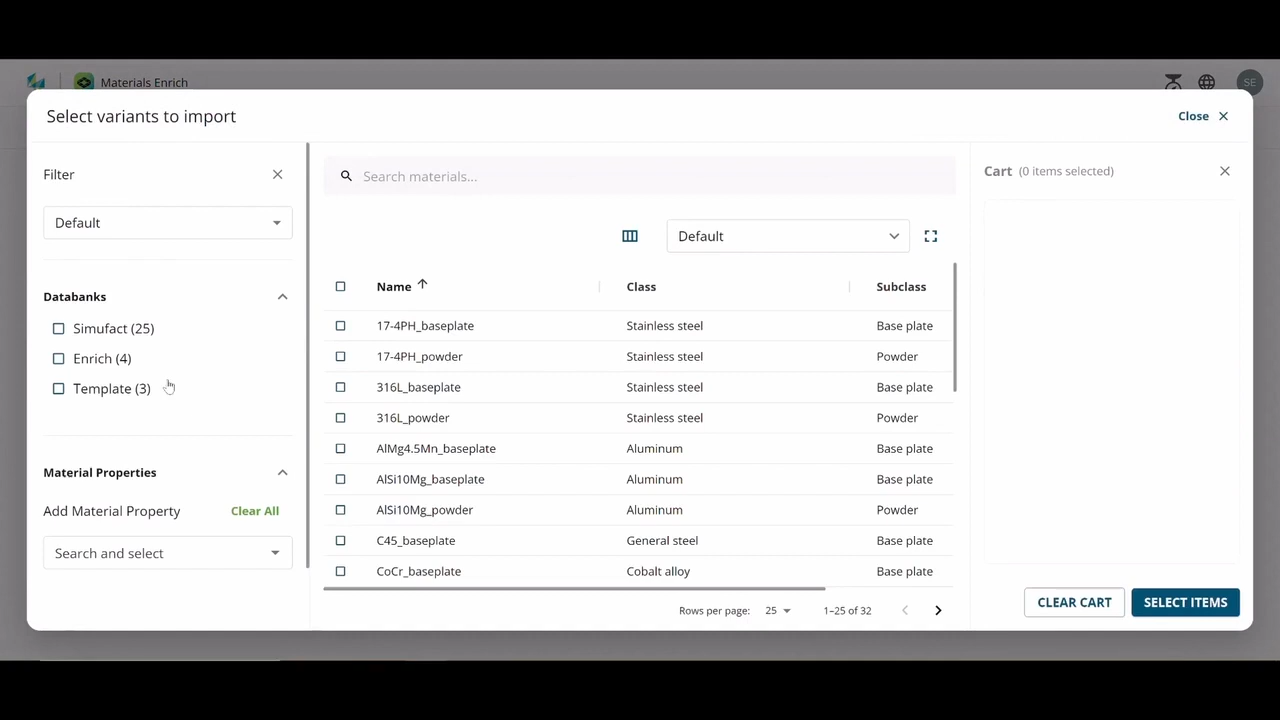 Materials Enrich
SE
Select variants to import
Close
Filter
Default
Databanks
Simufact (25)
Enrich (4)
Template (3)
Material Properties
Add Material Property Clear All
Search and select
Search materials...
Default
Name Class Subclass
17-4PH_baseplate Stainless steel Base plate
17-4PH_powder Stainless steel Powder
316L_baseplate Stainless steel Base plate
316L_powder Stainless steel Powder
AlMg4.5Mn_baseplate Aluminum Base plate
AlSi10Mg_baseplate Aluminum Base plate
AlSi10Mg_powder Aluminum Powder
C45_baseplate General steel Base plate
CoCr_baseplate Cobalt alloy Base plate
Rows per page: 25 1–25 of 32
Cart (0 items selected)
CLEAR CART SELECT ITEMS